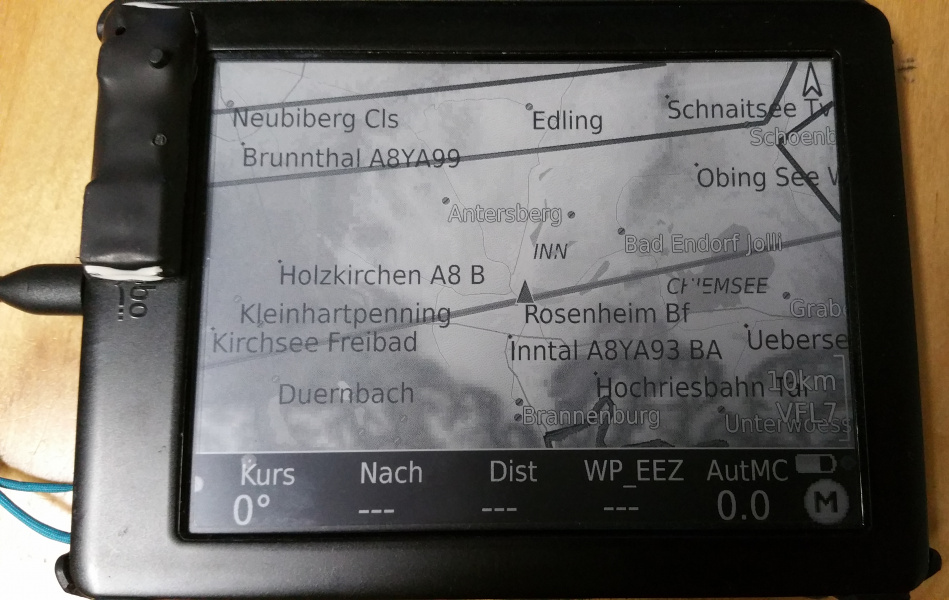 Neubiberg Cls
Edling
Schnaitsee
Brunnthal A8YA99
Obing See
Antersberg
INN
Bad Endorf Jolli
Holzkirchen A8 B
CHIEMSEE
Kleinhartpenning
Rosenheim Bf
Kirchsee Freibad
Inntal A8YA93 BA
Duernbach
Hochriesbahn
10km
Brannenburg
VFL7
Kurs
Nach
Dist
WP_EEZ
AutMC
0°
---
---
---
0.0
M